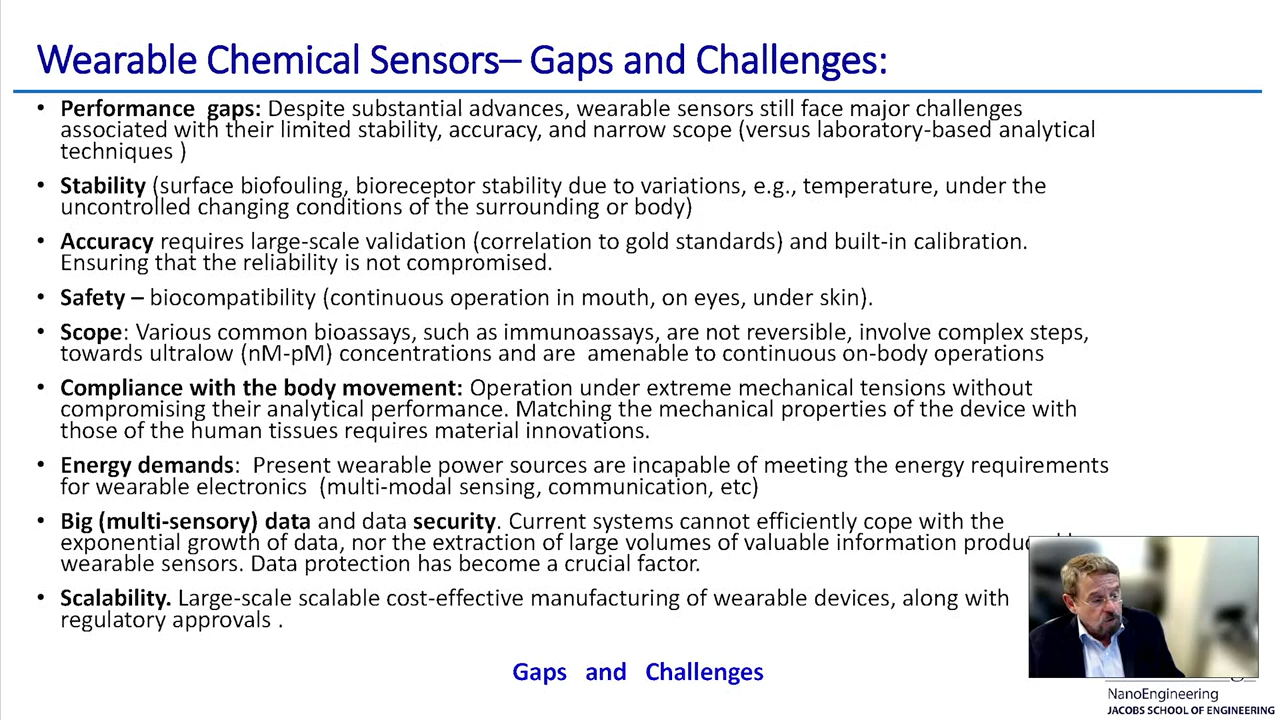 Wearable Chemical Sensors– Gaps and Challenges:
• Performance gaps: Despite substantial advances, wearable sensors still face major challenges
associated with their limited stability, accuracy, and narrow scope (versus laboratory-based analytical
techniques )
• Stability (surface biofouling, bioreceptor stability due to variations, e.g., temperature, under the
uncontrolled changing conditions of the surrounding or body)
• Accuracy requires large-scale validation (correlation to gold standards) and built-in calibration.
Ensuring that the reliability is not compromised.
• Safety – biocompatibility (continuous operation in mouth, on eyes, under skin).
• Scope: Various common bioassays, such as immunoassays, are not reversible, involve complex steps,
towards ultralow (nM-pM) concentrations and are amenable to continuous on-body operations
• Compliance with the body movement: Operation under extreme mechanical tensions without
compromising their analytical performance. Matching the mechanical properties of the device with
those of the human tissues requires material innovations.
• Energy demands: Present wearable power sources are incapable of meeting the energy requirements
for wearable electronics (multi-modal sensing, communication, etc)
• Big (multi-sensory) data and data security. Current systems cannot efficiently cope with the
exponential growth of data, nor the extraction of large volumes of valuable information
wearable sensors. Data protection has become a crucial factor.
• Scalability. Large-scale scalable cost-effective manufacturing of wearable devices, along with
regulatory approvals .
Gaps and Challenges
NanoEngineering
JACOBS SCHOOL OF ENGINEERING